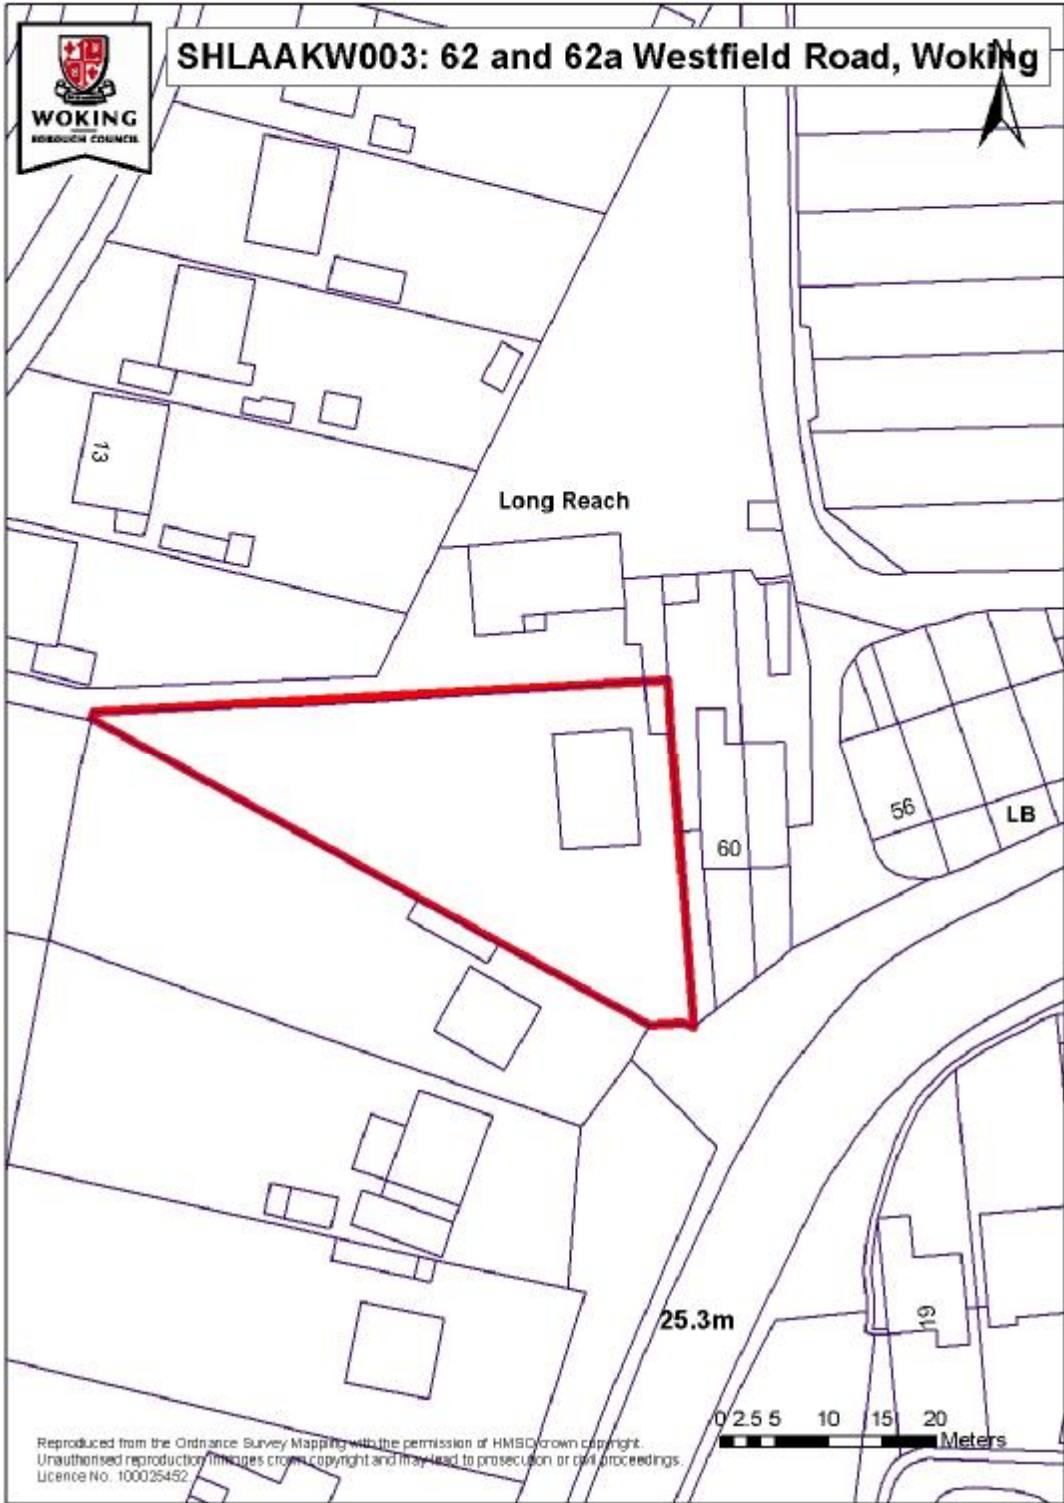 SHLAAKW003: 62 and 62a Westfield Road, Woking
N
WOKING
BOROUGH COUNCIL
13
Long Reach
56
LB
60
25.3m
19
0 2.5 5 10 15 20
Meters
Reproduced from the Ordnance Survey Mapping with the permission of HMSO crown copyright.
Unauthorised reproduction infringes crown copyright and may lead to prosecution or civil proceedings.
Licence No. 100025452